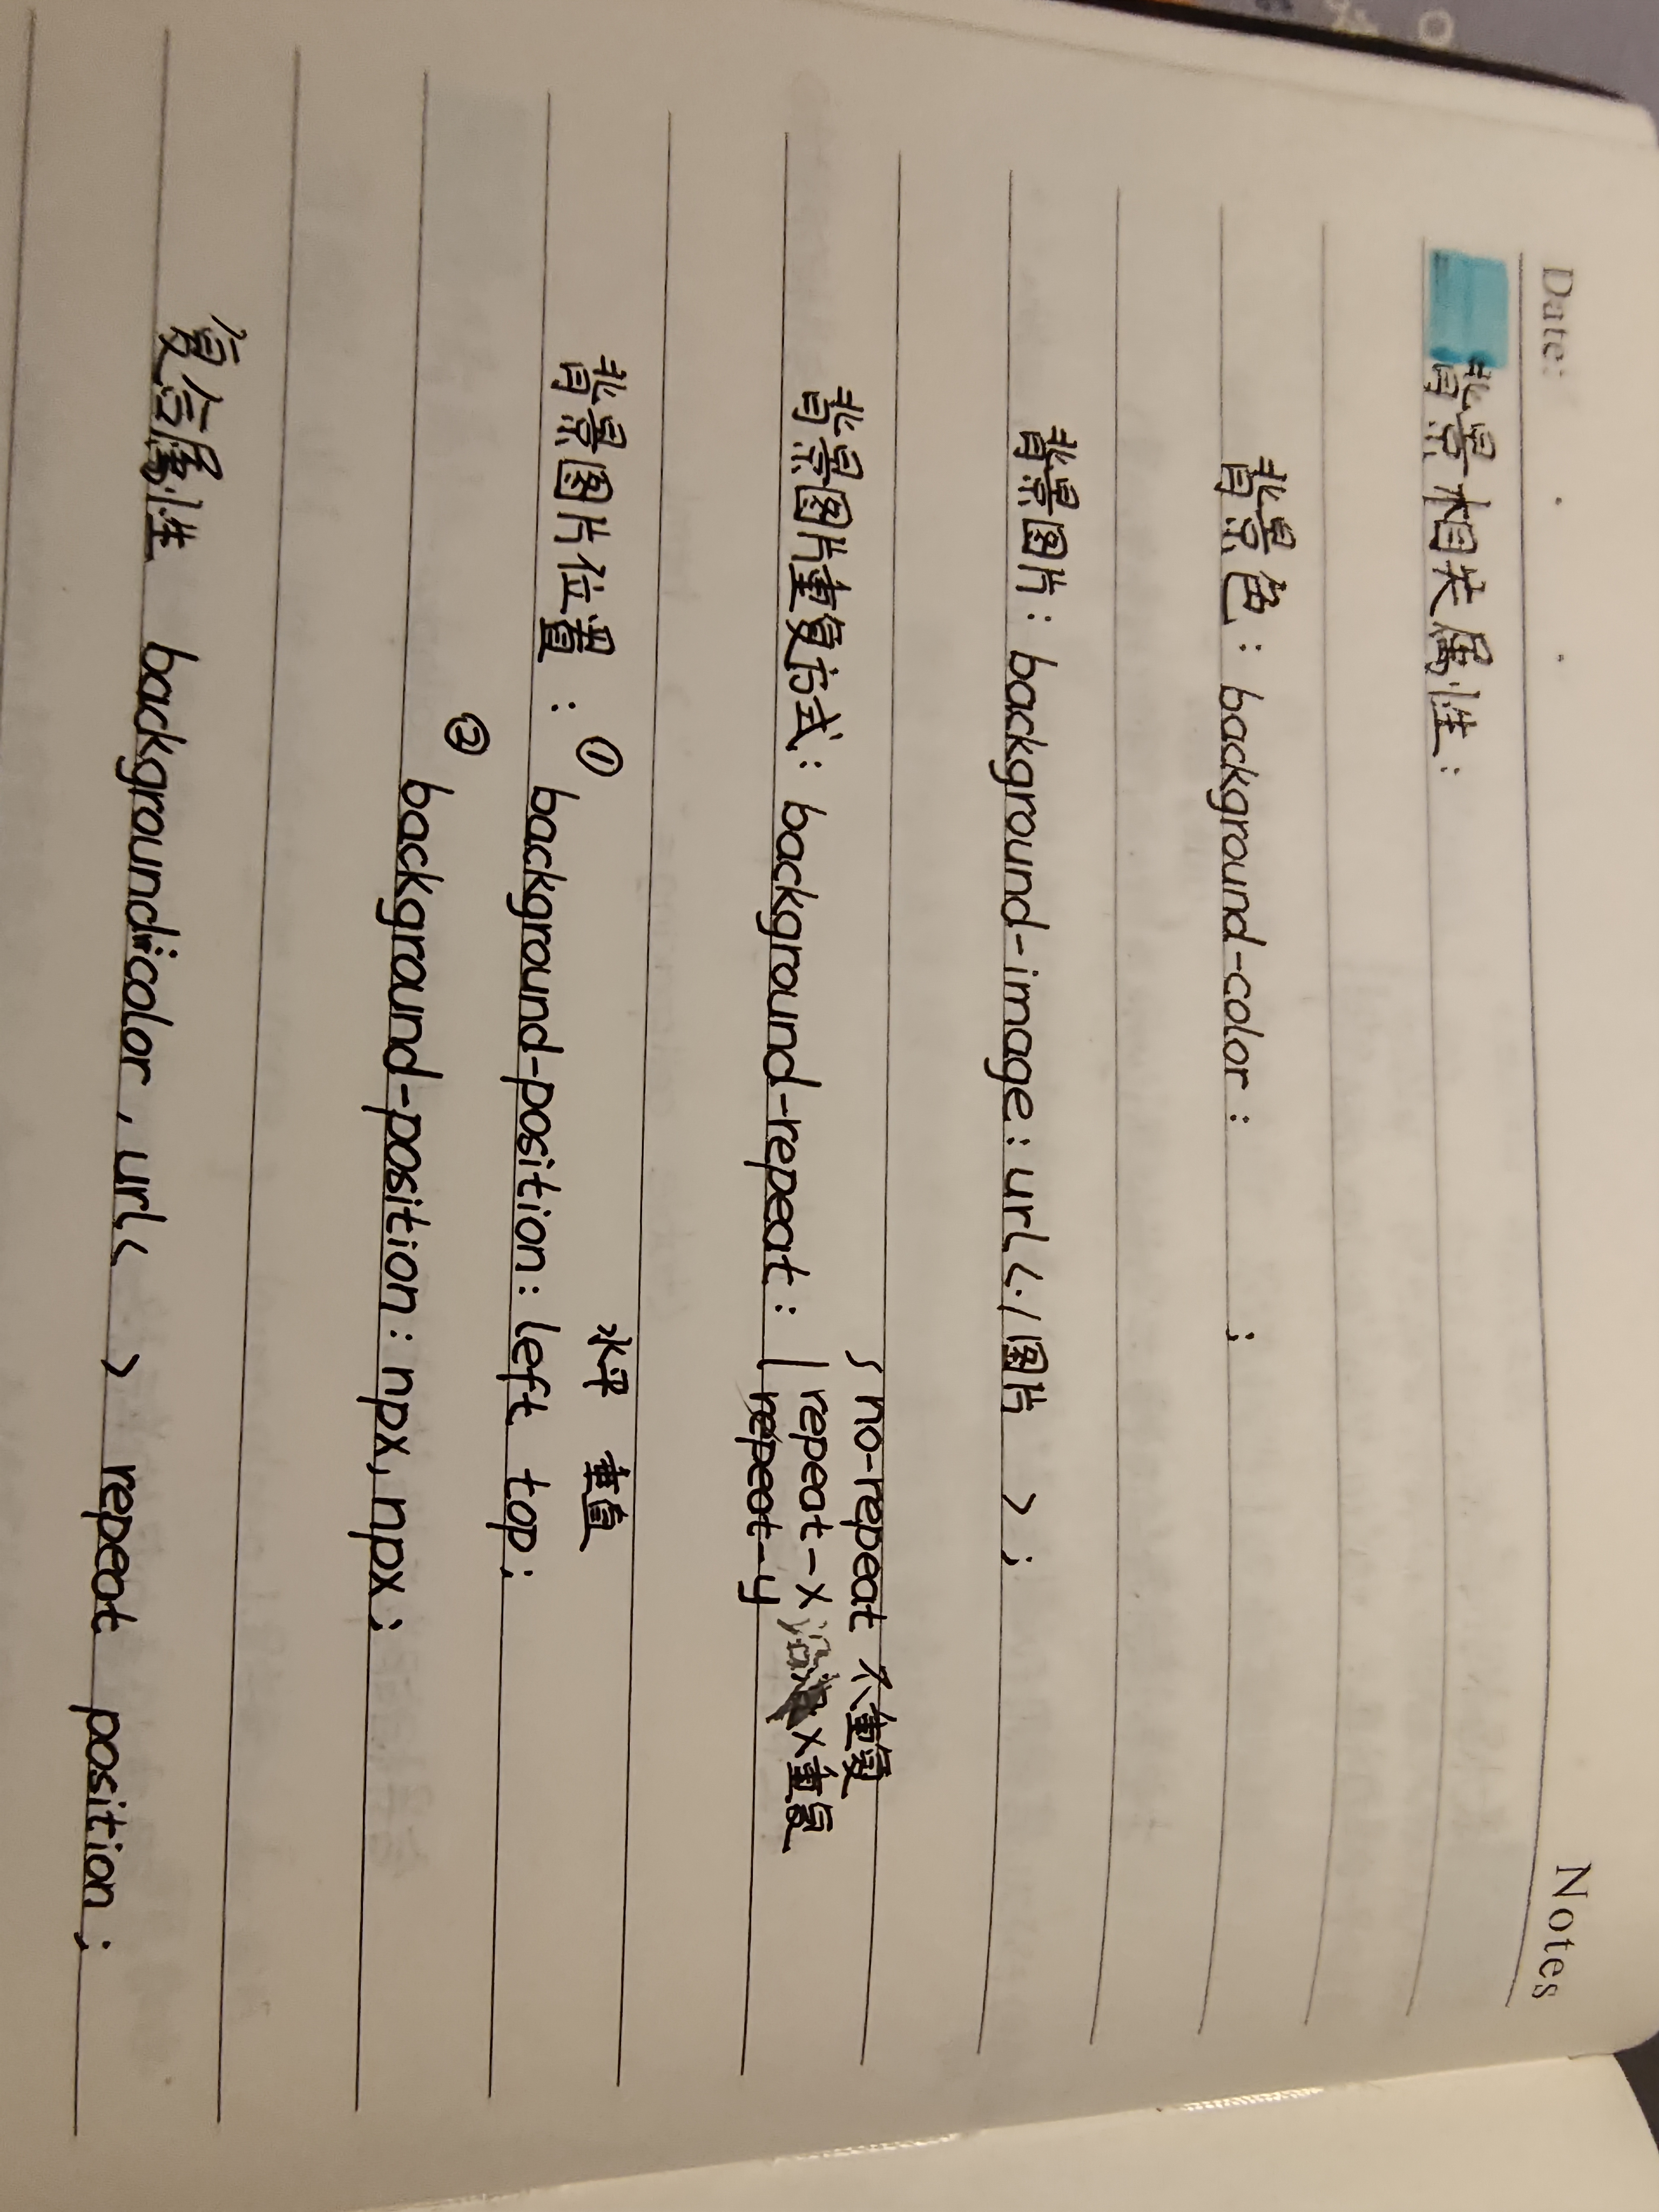 Date:
Notes
背景相关属性:
背景色: background-color: ;
背景图片: background-image: url<./图片 >;
no-repeat 不重复
背景图片重复方式: background-repeat: repeat-x 沿 x重复
repeat-y
水平 垂直
背景图片位置: ① background-position: left top;
② background-position: npx, npx;
复合属性 background:color, url< > repeat position;